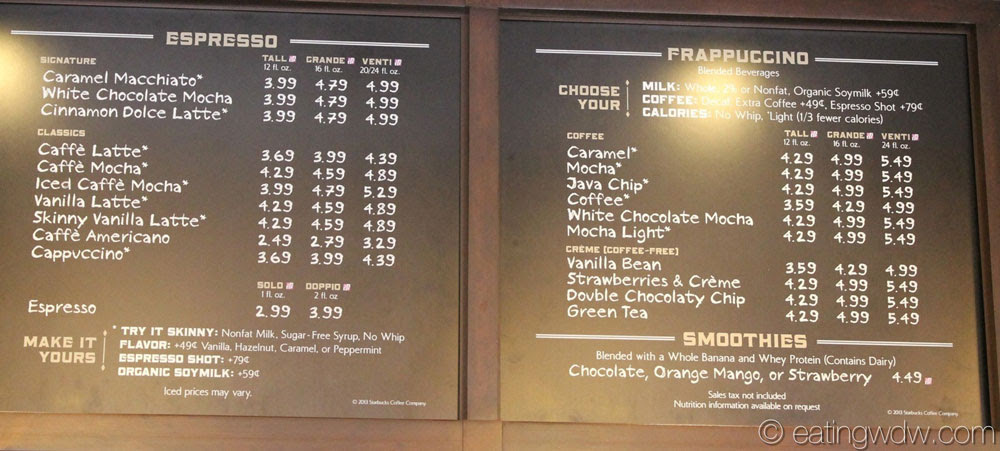 ESPRESSO
SIGNATURE TALL GRANDE VENTI
12 fl. oz. 16 fl. oz. 20/24 fl. oz.
Caramel Macchiato* 3.99 4.79 4.99
White Chocolate Mocha 3.99 4.79 4.99
Cinnamon Dolce Latte* 3.99 4.79 4.99
CLASSICS
Caffè Latte* 3.69 3.99 4.39
Caffè Mocha* 4.29 4.59 4.89
Iced Caffè Mocha* 3.99 4.79 5.29
Vanilla Latte* 4.29 4.59 4.89
Skinny Vanilla Latte* 4.29 4.59 4.89
Caffè Americano 2.49 2.79 3.29
Cappuccino* 3.69 3.99 4.39
SOLO DOPPIO
1 fl. oz. 2 fl. oz
Espresso 2.99 3.99
MAKE IT YOURS
* TRY IT SKINNY: Nonfat Milk, Sugar-Free Syrup, No Whip
FLAVOR: +49¢ Vanilla, Hazelnut, Caramel, or Peppermint
ESPRESSO SHOT: +79¢
ORGANIC SOYMILK: +59¢
Iced prices may vary.
© 2013 Starbucks Coffee Company
FRAPPUCCINO
Blended Beverages
CHOOSE YOUR
MILK: Whole, 2% or Nonfat, Organic Soymilk +59¢
COFFEE: Decaf, Extra Coffee +49¢, Espresso Shot +79¢
CALORIES: No Whip, *Light (1/3 fewer calories)
COFFEE TALL GRANDE VENTI
12 fl. oz. 16 fl. oz. 24 fl. oz.
Caramel* 4.29 4.99 5.49
Mocha* 4.29 4.99 5.49
Java Chip* 4.29 4.99 5.49
Coffee* 3.59 4.29 4.99
White Chocolate Mocha 4.29 4.99 5.49
Mocha Light* 4.29 4.99 5.49
CRÈME (COFFEE-FREE)
Vanilla Bean 3.59 4.29 4.99
Strawberries & Crème 4.29 4.99 5.49
Double Chocolaty Chip 4.29 4.99 5.49
Green Tea 4.29 4.99 5.49
SMOOTHIES
Blended with a Whole Banana and Whey Protein (Contains Dairy)
Chocolate, Orange Mango, or Strawberry 4.49
Sales tax not included
Nutrition information available on request
© 2013 Starbucks Coffee Company
© eatingwdw.com